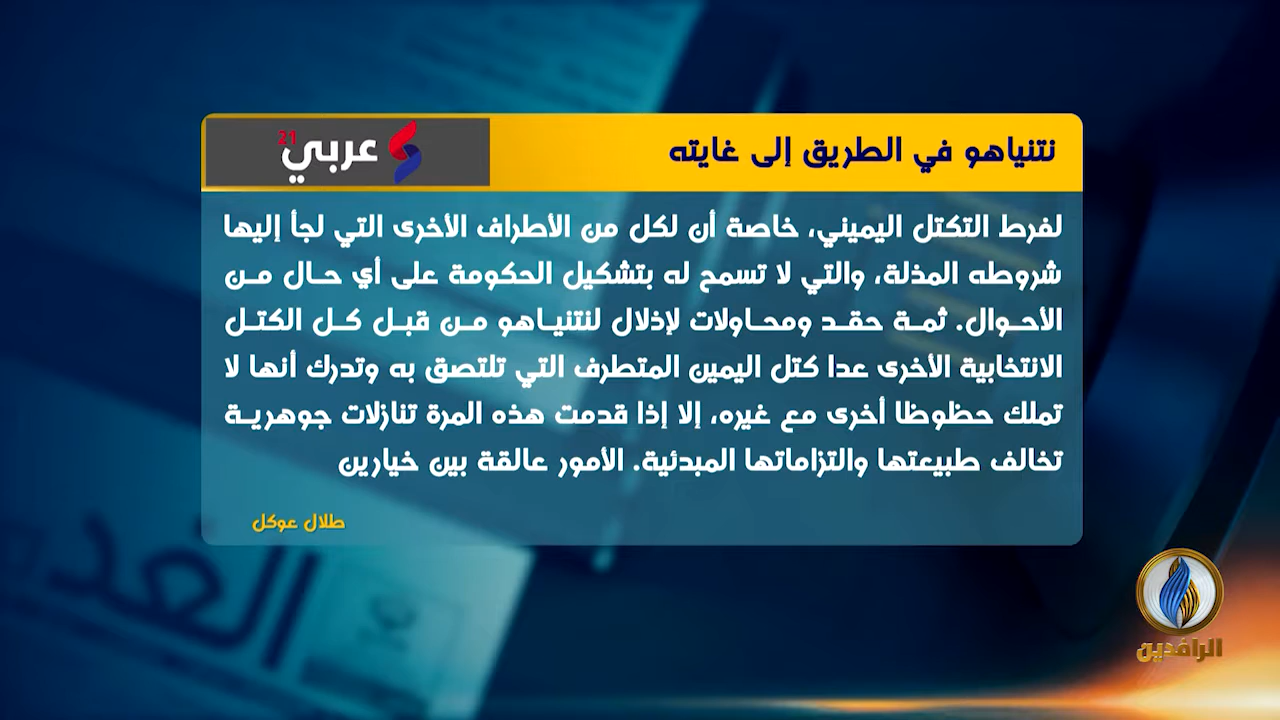 نتنياهو في الطريق إلى غايته
عربي 21
لفرط التكتل اليميني، خاصة أن لكل من الأطراف الأخرى التي لجأ إليها
شروطه المذلة، والتي لا تسمح له بتشكيل الحكومة على أي حال من
الأحوال. ثمة حقد ومحاولات لإذلال لنتنياهو من قبل كل الكتل
الانتخابية الأخرى عدا كتل اليمين المتطرف التي تلتصق به وتدرك أنها لا
تملك حظوظا أخرى مع غيره، إلا إذا قدمت هذه المرة تنازلات جوهرية
تخالف طبيعتها والتزاماتها المبدئية. الأمور عالقة بين خيارين
طلال عوكل
الغد
الرافدين